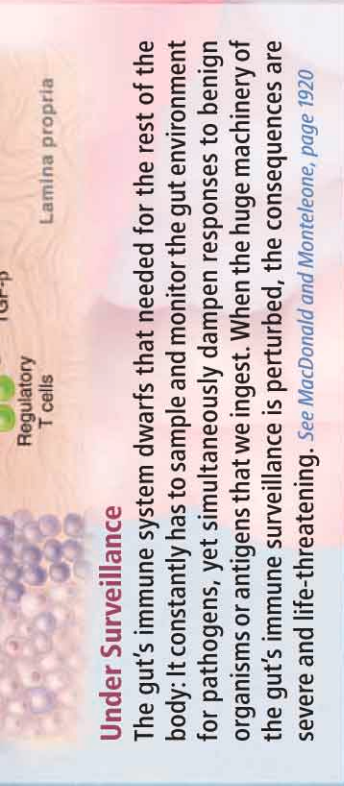 TGF-β
Regulatory
T cells
Lamina propria
Under Surveillance
The gut's immune system dwarfs that needed for the rest of the
body: It constantly has to sample and monitor the gut environment
for pathogens, yet simultaneously dampen responses to benign
organisms or antigens that we ingest. When the huge machinery of
the gut's immune surveillance is perturbed, the consequences are
severe and life-threatening. See MacDonald and Monteleone, page 1920